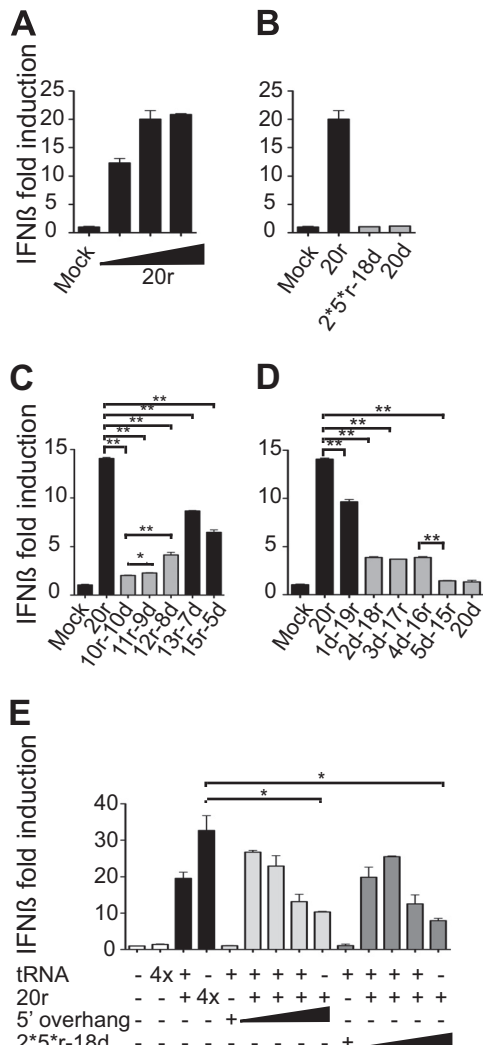 A
IFNß fold induction
25
20
15
10
5
0
Mock
20r
B
25
20
15
10
5
0
Mock
20r
2*5*r-18d
20d
C
IFNß fold induction
15
10
5
0
**
**
**
**
**
**
*
Mock
20r
10r-10d
11r-9d
12r-8d
13r-7d
15r-5d
D
15
10
5
0
**
**
**
**
**
Mock
20r
1d-19r
2d-18r
3d-17r
4d-16r
5d-15r
20d
E
IFNß fold induction
40
30
20
10
0
*
*
tRNA - 4x + - + + + + - + + + + -
20r - - + 4x - + + + + - + + + +
5' overhang - - - - + - - - - -
2*5*r-18d - - - - - - - - - +